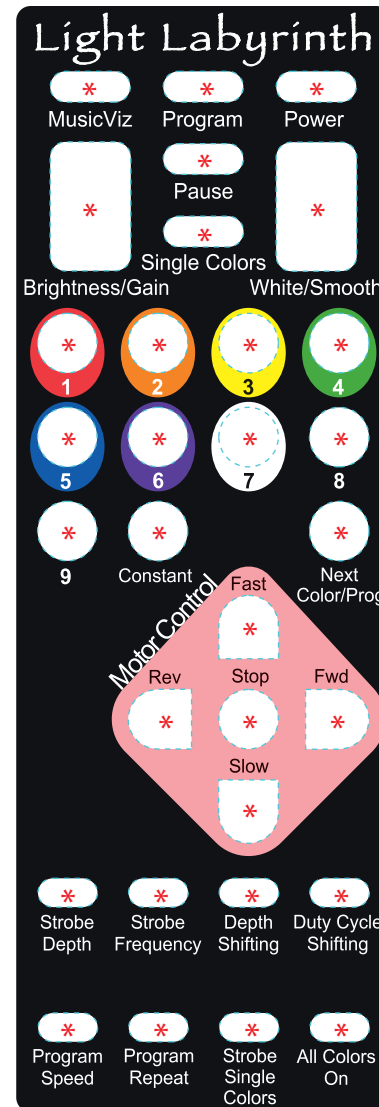 Light Labyrinth
* * *
MusicViz Program Power
*
Pause
* *
*
Single Colors
Brightness/Gain White/Smooth
* * * *
1 2 3 4
* * * *
5 6 7 8
* * *
9 Constant Next
Color/Prog
Motor Control
Fast
*
Rev Stop Fwd
* * *
Slow
*
* * * *
Strobe Strobe Depth Duty Cycle
Depth Frequency Shifting Shifting
* * * *
Program Program Strobe All Colors
Speed Repeat Single On
Colors